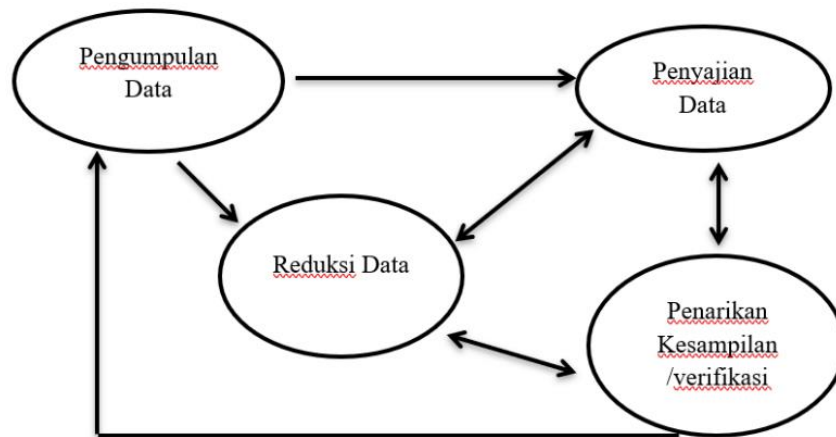 Pengumpulan
Data
Penyajian
Data
Reduksi Data
Penarikan
Kesampilan
/verifikasi